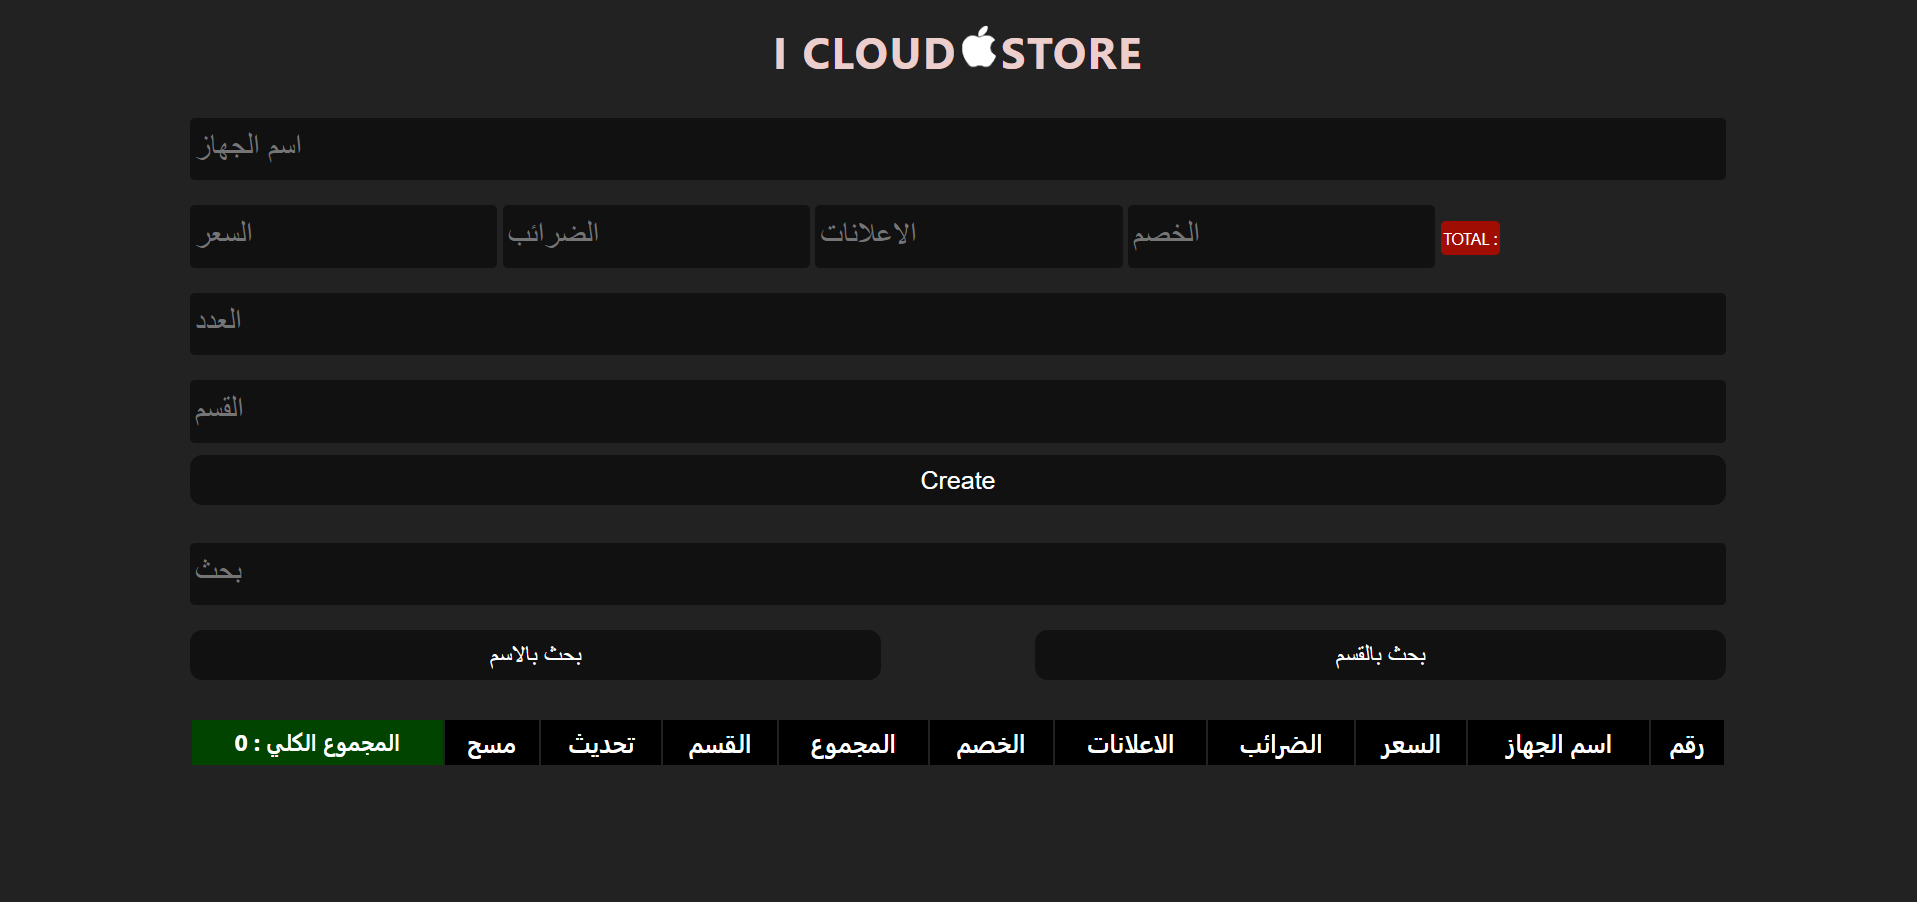 I CLOUD STORE
اسم الجهاز
السعر الضرائب الاعلانات الخصم TOTAL :
العدد
القسم
Create
بحث
بحث بالاسم بحث بالقسم
رقم اسم الجهاز السعر الضرائب الاعلانات الخصم المجموع القسم تحديث مسح المجموع الكلي : 0